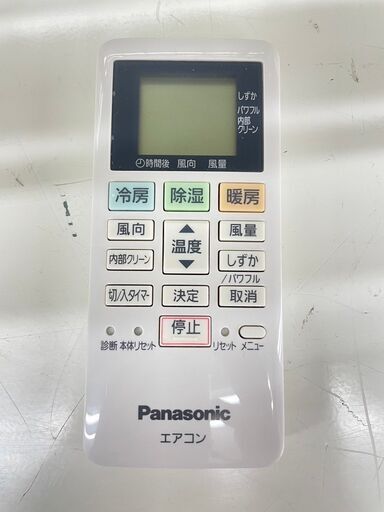 しずか
パワフル
内部
クリーン
時間後 風向 風量
冷房 除湿 暖房
風向 温度 風量
内部クリーン しずか
/パワフル
切/入タイマー 決定 取消
停止
診断 本体リセット リセット メニュー
Panasonic
エアコン